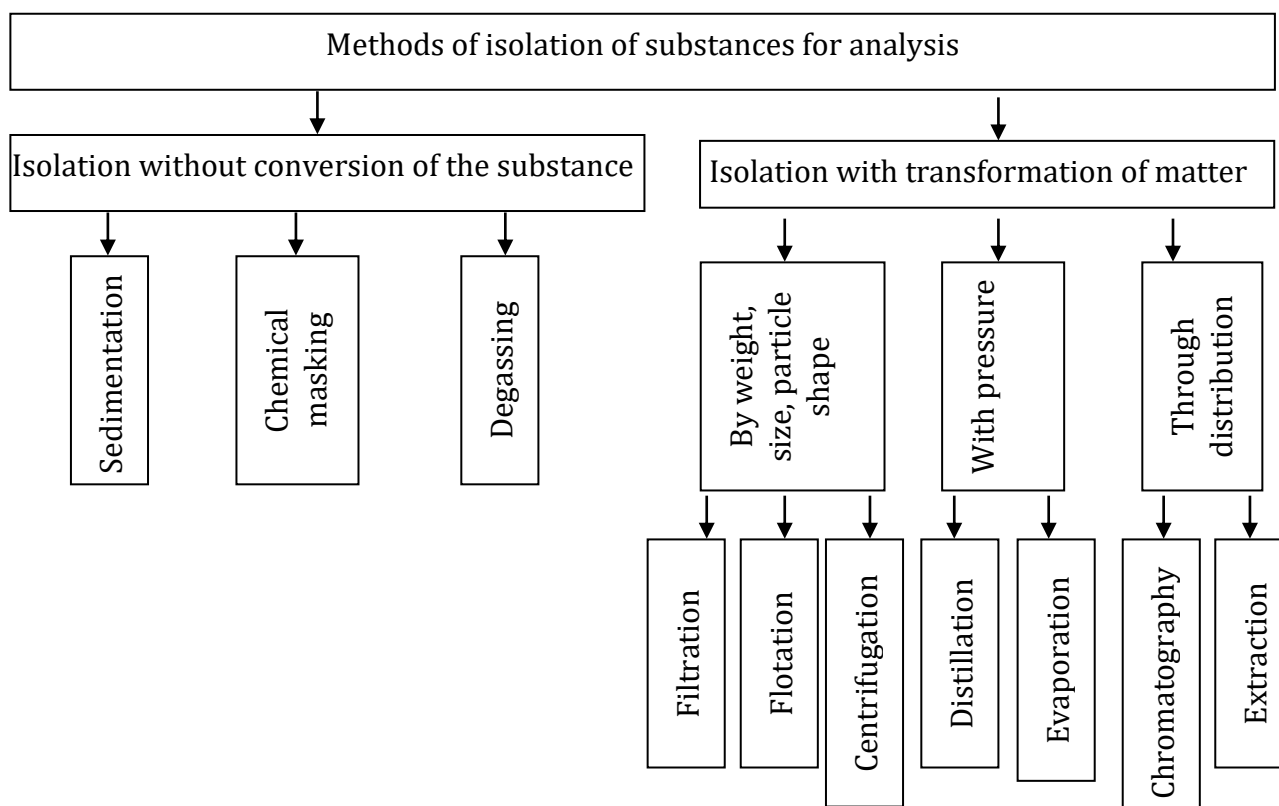 Methods of isolation of substances for analysis
Isolation without conversion of the substance
Isolation with transformation of matter
Sedimentation
Chemical
masking
Degassing
By weight,
size, particle
shape
With pressure
Through
distribution
Filtration
Flotation
Centrifugation
Distillation
Evaporation
Chromatography
Extraction